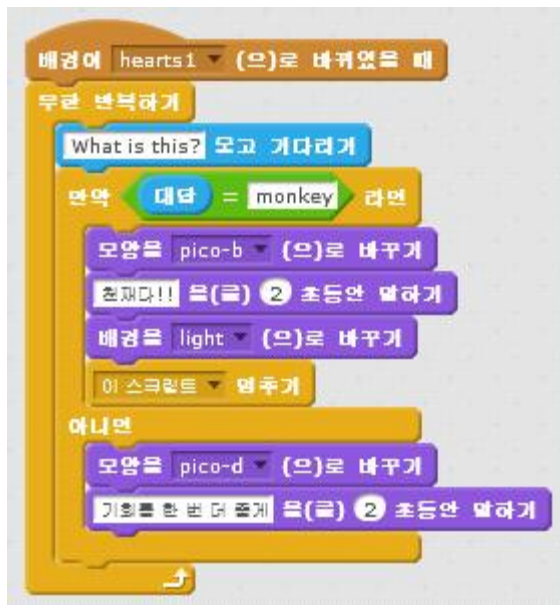 배경이 hearts1 (으)로 바뀌었을 때
무한 반복하기
What is this? 묻고 기다리기
만약 대답 = monkey 라면
모양을 pico-b (으)로 바꾸기
천재다!! 을(를) 2 초동안 말하기
배경을 light (으)로 바꾸기
이 스크립트 멈추기
아니면
모양을 pico-d (으)로 바꾸기
기회를 한 번 더 줄게 을(를) 2 초동안 말하기